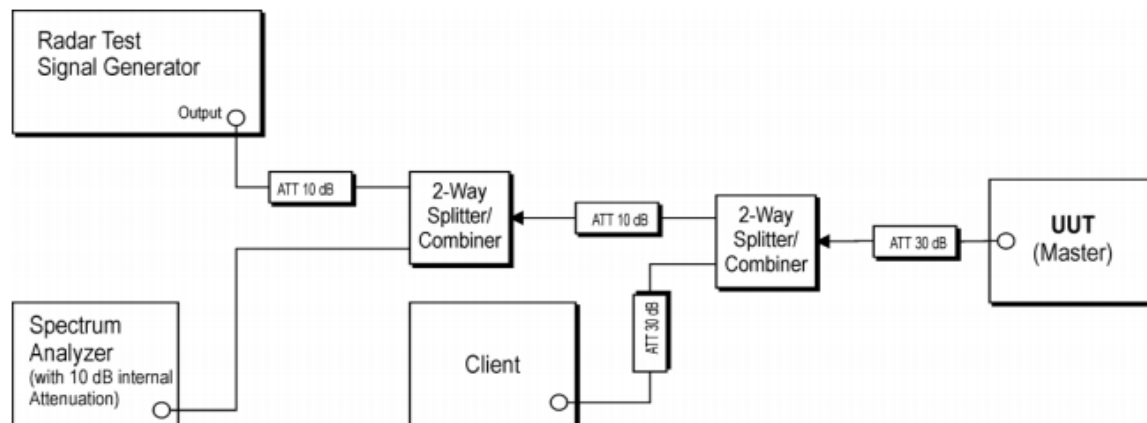 Radar Test
Signal Generator
Output
ATT 10 dB
2-Way
Splitter/
Combiner
ATT 10 dB
2-Way
Splitter/
Combiner
ATT 30 dB
UUT
(Master)
Spectrum
Analyzer
(with 10 dB internal
Attenuation)
Client
ATT 30 dB